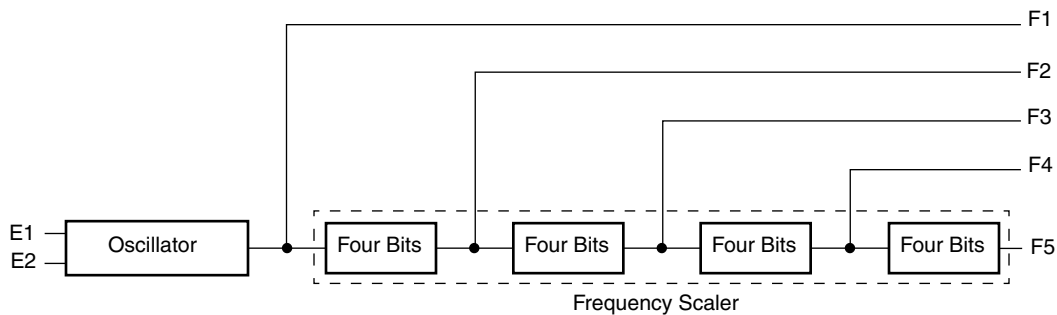 F1
F2
F3
F4
E1
E2
Oscillator
Four Bits
Four Bits
Four Bits
Four Bits
F5
Frequency Scaler